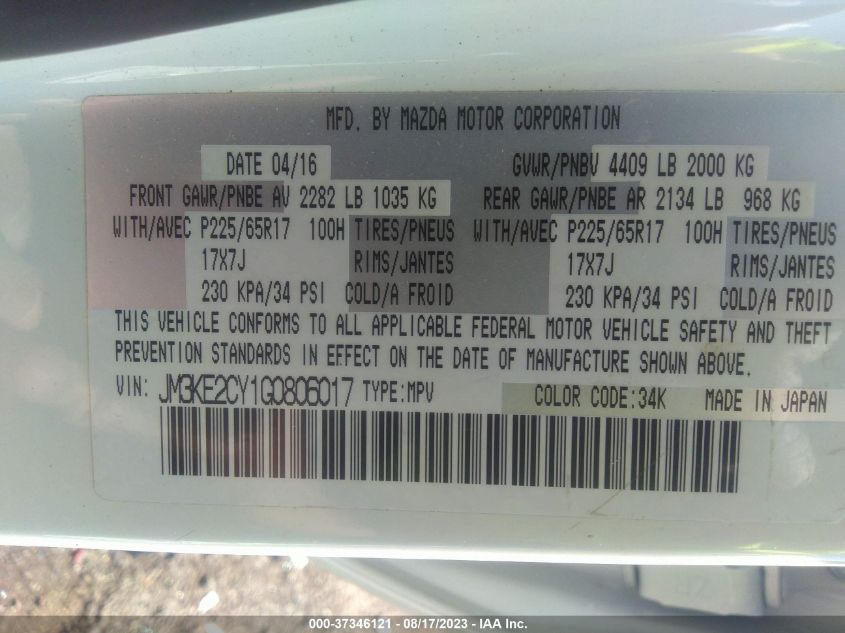 MFD. BY MAZDA MOTOR CORPORATION
DATE 04/16 GVWR/PNBV 4409 LB 2000 KG
FRONT GAWR/PNBE AV 2282 LB 1035 KG REAR GAWR/PNBE AR 2134 LB 968 KG
WITH/AVEC P225/65R17 100H TIRES/PNEUS WITH/AVEC P225/65R17 100H TIRES/PNEUS
17X7J RIMS/JANTES 17X7J RIMS/JANTES
230 KPA/34 PSI COLD/A FROID 230 KPA/34 PSI COLD/A FROID
THIS VEHICLE CONFORMS TO ALL APPLICABLE FEDERAL MOTOR VEHICLE SAFETY AND THEFT
PREVENTION STANDARDS IN EFFECT ON THE DATE OF MANUFACTURE SHOWN ABOVE.
VIN: JM3KE2CY1G0806017 TYPE:MPV COLOR CODE:34K MADE IN JAPAN
000-37346121 - 08/17/2023 - IAA Inc.